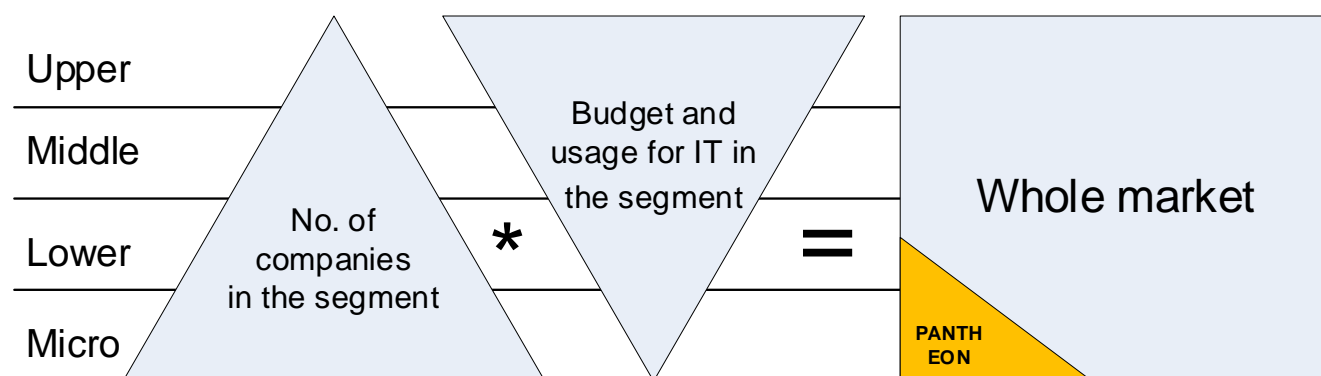 Upper
Middle
Lower
Micro
No. of
companies
in the segment
*
Budget and
usage for IT in
the segment
=
Whole market
PANTH
EON